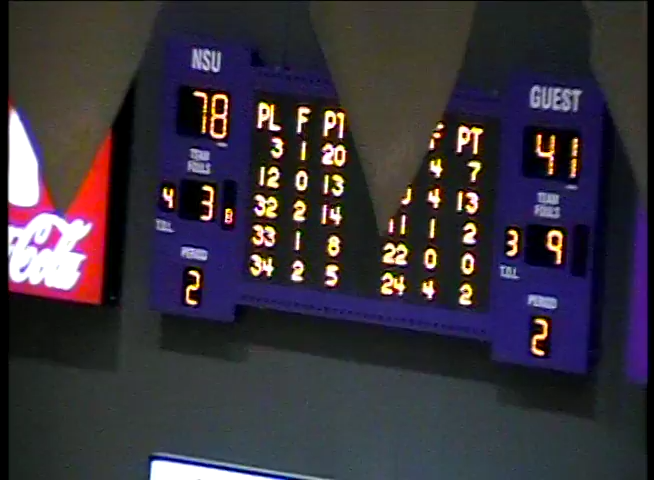 NSU
78
TEAM
FOULS
4 3 B
T.O.L.
PERIOD
2
PL F PT
3 1 20
12 0 13
32 2 14
33 1 8
34 2 5
F PT
4 7
4 13
11 1 2
22 0 0
24 4 2
GUEST
41
TEAM
FOULS
3 9
T.O.L.
PERIOD
2
Cola